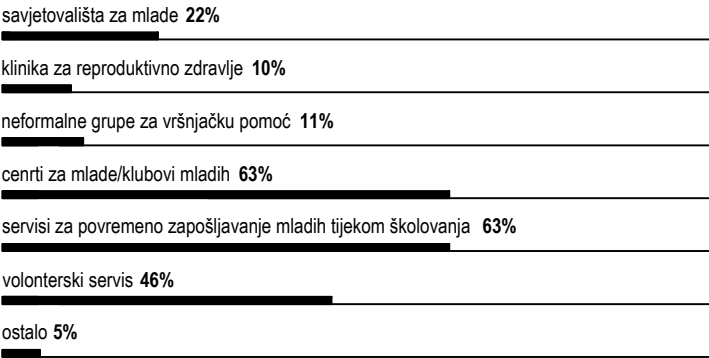 savjetovališta za mlade 22%
klinika za reproduktivno zdravlje 10%
neformalne grupe za vršnjačku pomoć 11%
cenrti za mlade/klubovi mladih 63%
servisi za povremeno zapošljavanje mladih tijekom školovanja 63%
volonterski servis 46%
ostalo 5%